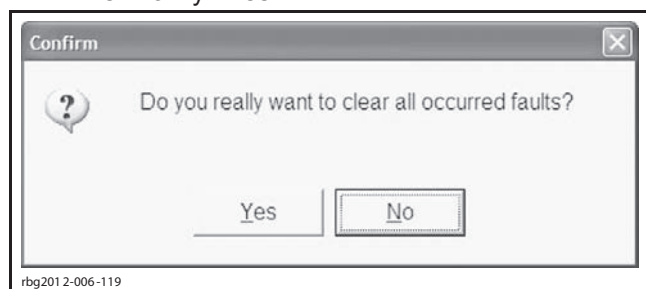 Confirm
Do you really want to clear all occurred faults?
Yes
No
rbg2012-006-119